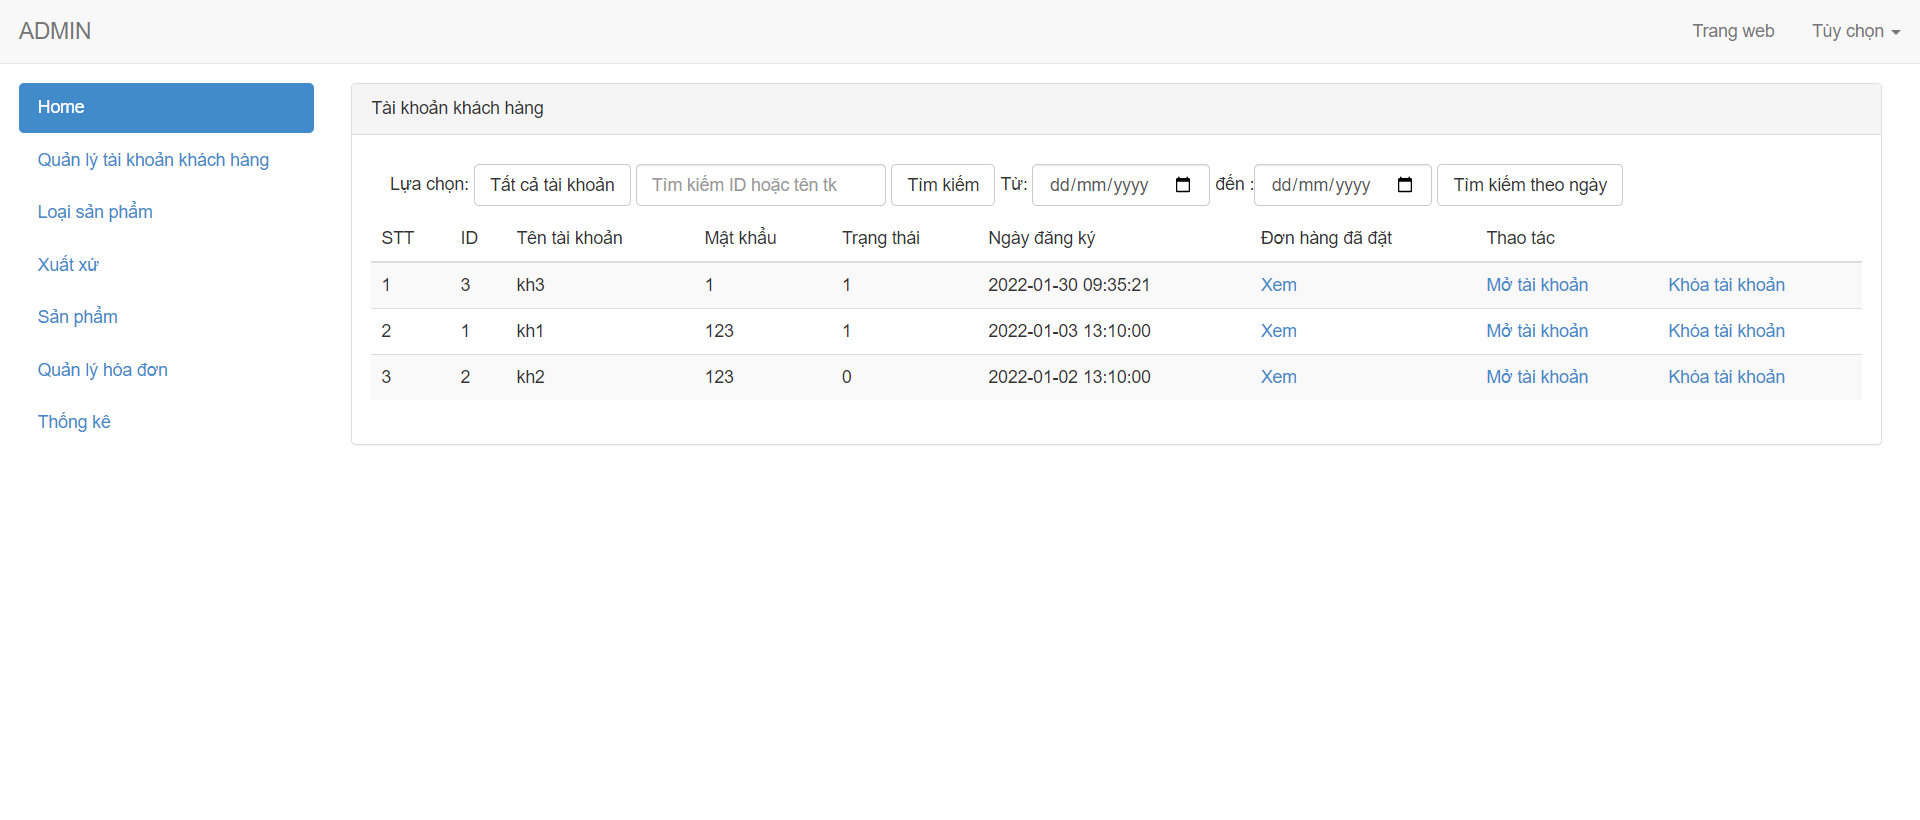 ADMIN Trang web Tùy chọn
Home
Quản lý tài khoản khách hàng
Loại sản phẩm
Xuất xứ
Sản phẩm
Quản lý hóa đơn
Thống kê
Tài khoản khách hàng
Lựa chọn: Tất cả tài khoản Tìm kiếm ID hoặc tên tk Tìm kiếm Từ: dd/mm/yyyy đến : dd/mm/yyyy Tìm kiếm theo ngày
STT ID Tên tài khoản Mật khẩu Trạng thái Ngày đăng ký Đơn hàng đã đặt Thao tác
1 3 kh3 1 1 2022-01-30 09:35:21 Xem Mở tài khoản Khóa tài khoản
2 1 kh1 123 1 2022-01-03 13:10:00 Xem Mở tài khoản Khóa tài khoản
3 2 kh2 123 0 2022-01-02 13:10:00 Xem Mở tài khoản Khóa tài khoản